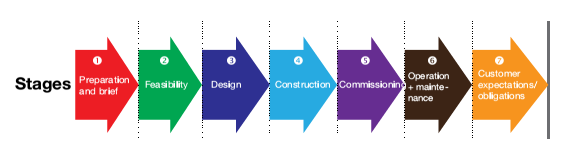 Stages
1
Preparation
and brief
2
Feasibility
3
Design
4
Construction
5
Commissioning
6
Operation
+ mainte-
nance
7
Customer
expectations/
obligations